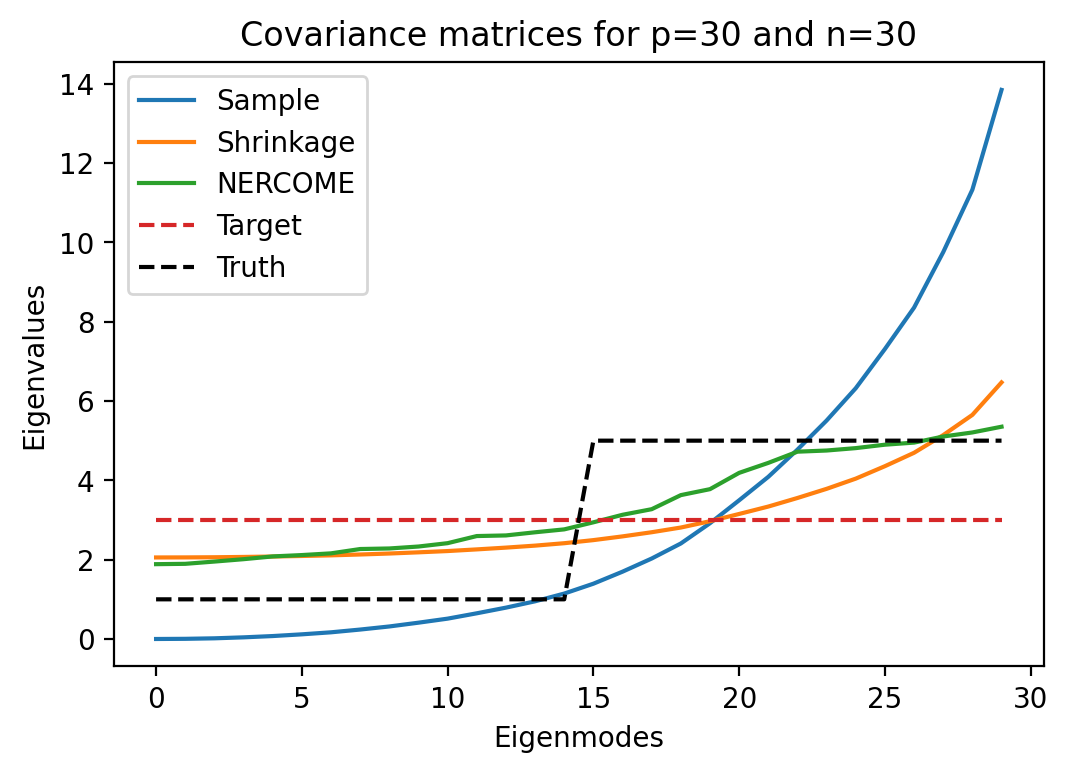 Covariance matrices for p=30 and n=30
Sample
Shrinkage
NERCOME
Target
Truth
Eigenvalues
14
12
10
8
6
4
2
0
0 5 10 15 20 25 30
Eigenmodes